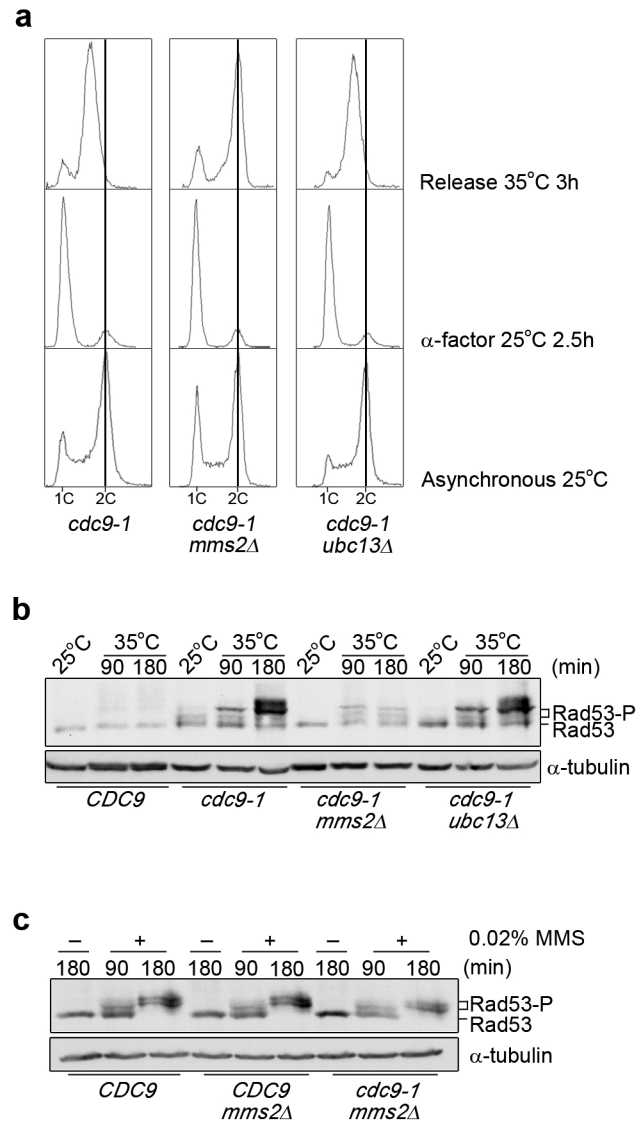 a
Release 35°C 3h
α-factor 25°C 2.5h
Asynchronous 25°C
1C 2C 1C 2C 1C 2C
cdc9-1 cdc9-1 cdc9-1
mms2Δ ubc13Δ
b
25°C 35°C 25°C 35°C 25°C 35°C 25°C 35°C
90 180 90 180 90 180 90 180 (min)
Rad53-P
Rad53
α-tubulin
CDC9 cdc9-1 cdc9-1 cdc9-1
mms2Δ ubc13Δ
c
– + – + – + 0.02% MMS
180 90 180 180 90 180 180 90 180 (min)
Rad53-P
Rad53
α-tubulin
CDC9 CDC9 cdc9-1
mms2Δ mms2Δ